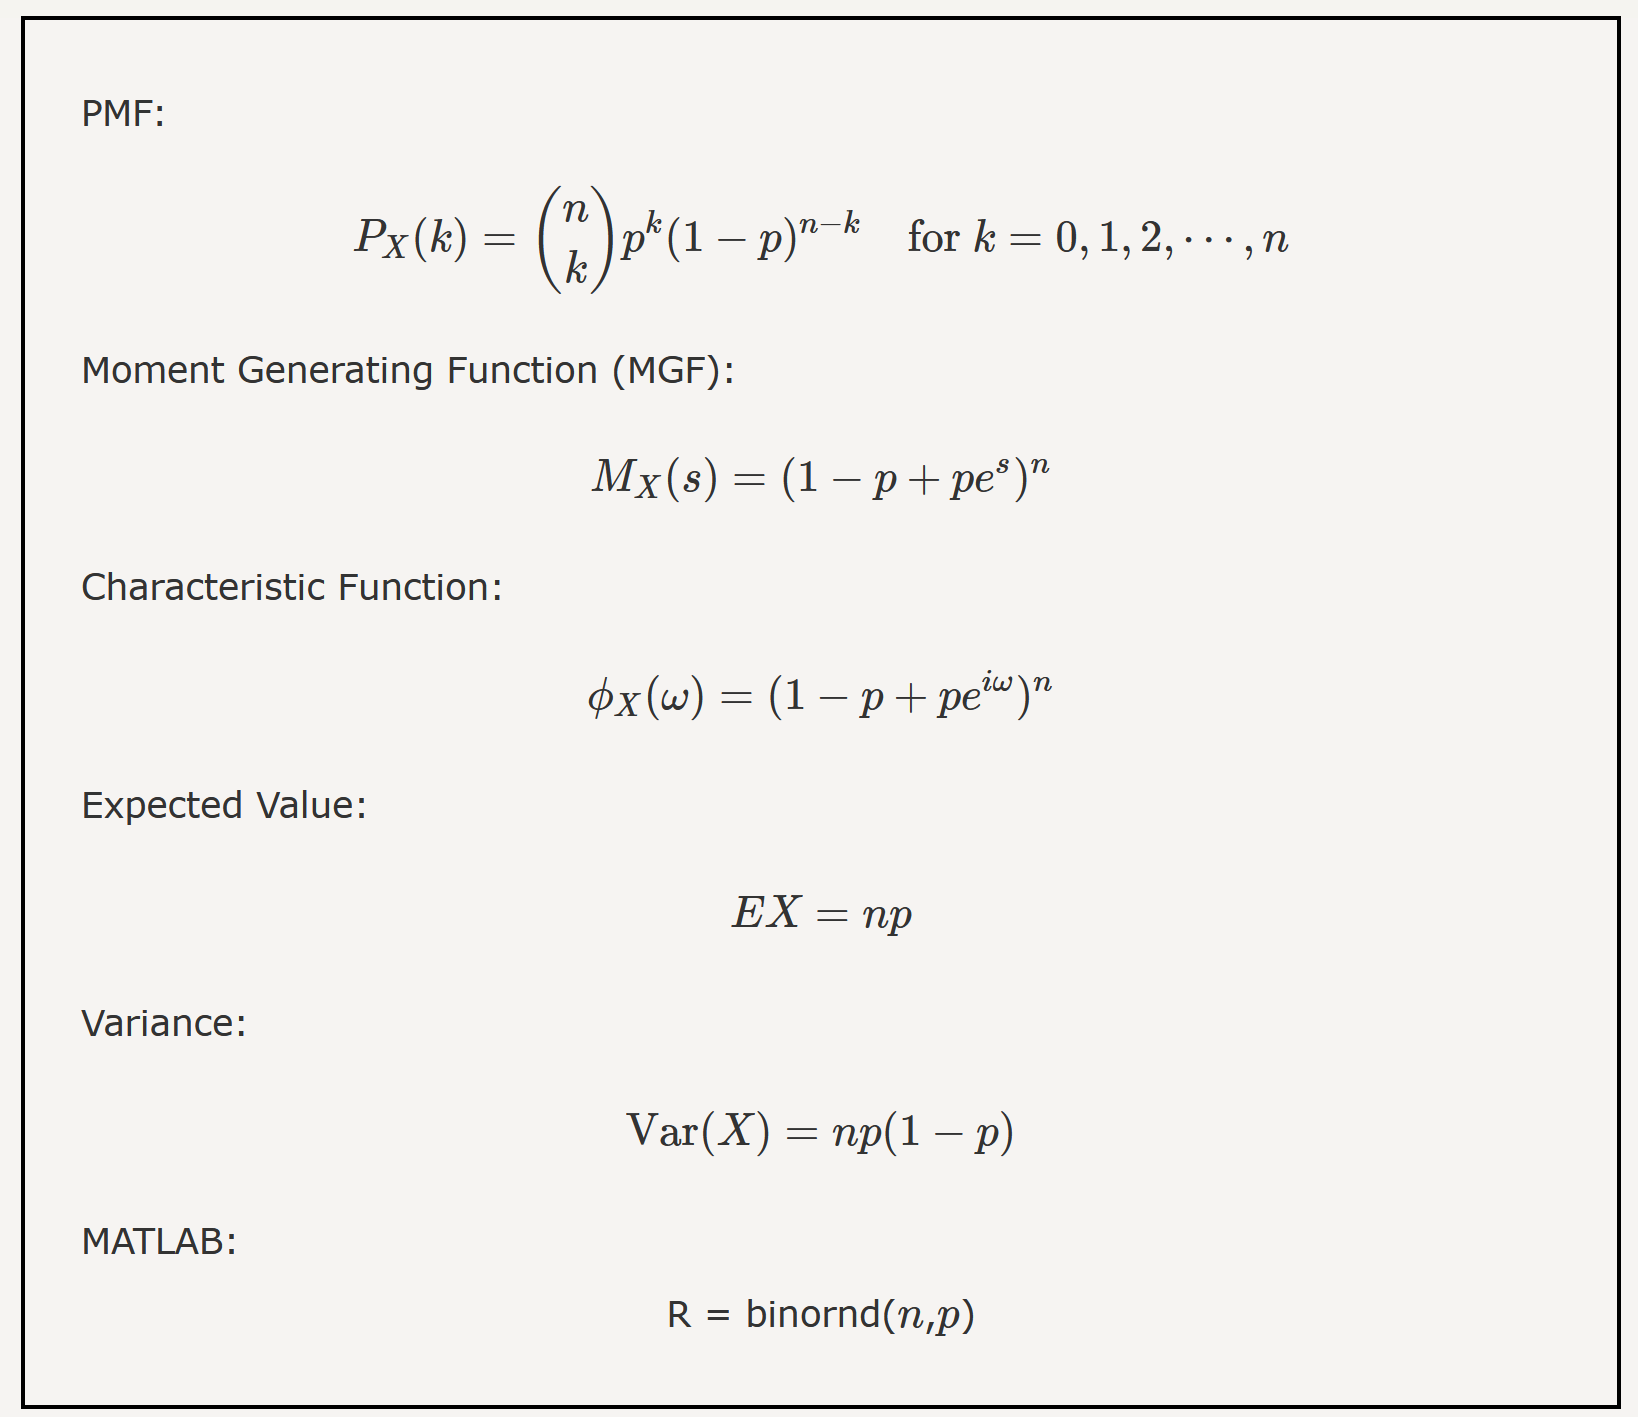 PMF:
$P_X(k) = \binom{n}{k} p^k (1-p)^{n-k} \quad \text{for } k = 0, 1, 2, \cdots, n$
Moment Generating Function (MGF):
$M_X(s) = (1 - p + pe^s)^n$
Characteristic Function:
$\phi_X(\omega) = (1 - p + pe^{i\omega})^n$
Expected Value:
$EX = np$
Variance:
$\text{Var}(X) = np(1 - p)$
MATLAB:
R = binornd($n$,$p$)